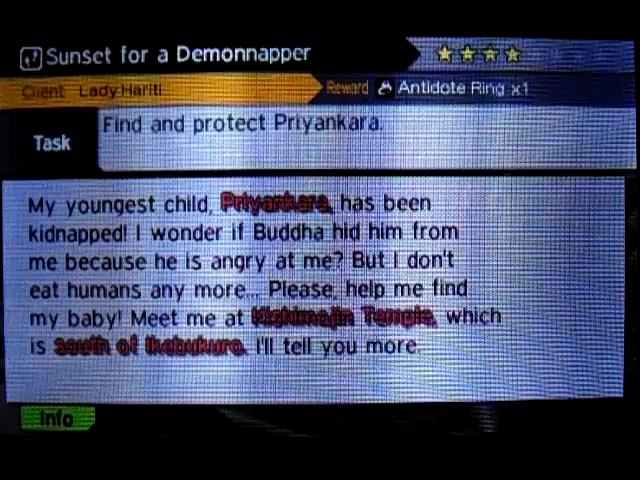 Sunset for a Demonnapper
Client Lady Hariti
Reward Antidote Ring x1
Task
Find and protect Priyankara.
My youngest child, Priyankara, has been
kidnapped! I wonder if Buddha hid him from
me because he is angry at me? But I don't
eat humans any more... Please, help me find
my baby! Meet me at Kishimojin Temple, which
is south of Ikebukuro. I'll tell you more.
Info